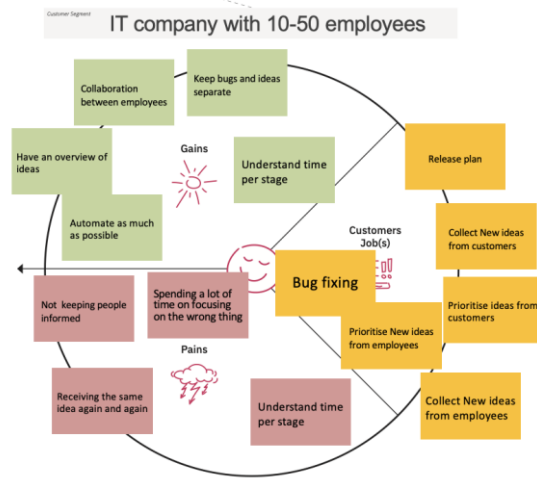 Customer Segment
IT company with 10-50 employees
Keep bugs and ideas
separate
Collaboration
between employees
Have an overview of
ideas
Gains
Understand time
per stage
Automate as much
as possible
Release plan
Collect New ideas
from customers
Customers
Job(s)
Bug fixing
Prioritise ideas from
customers
Prioritise New ideas
from employees
Collect New ideas
from employees
Not keeping people
informed
Spending a lot of
time on focusing
on the wrong thing
Pains
Receiving the same
idea again and again
Understand time
per stage